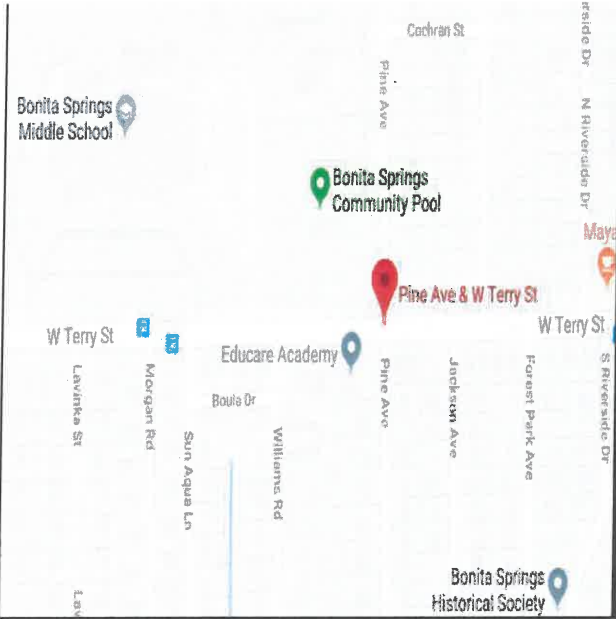 Cochran St
rside Dr
Pine Ave
N Riverside Dr
Bonita Springs
Middle School
Bonita Springs
Community Pool
Maya
Pine Ave & W Terry St
W Terry St
W Terry St
Educare Academy
Lavinka St
Morgan Rd
Boula Dr
Sun Aqua Ln
Williams Rd
Pine Ave
Jackson Ave
Forest Park Ave
S Riverside Dr
Lav
Bonita Springs
Historical Society